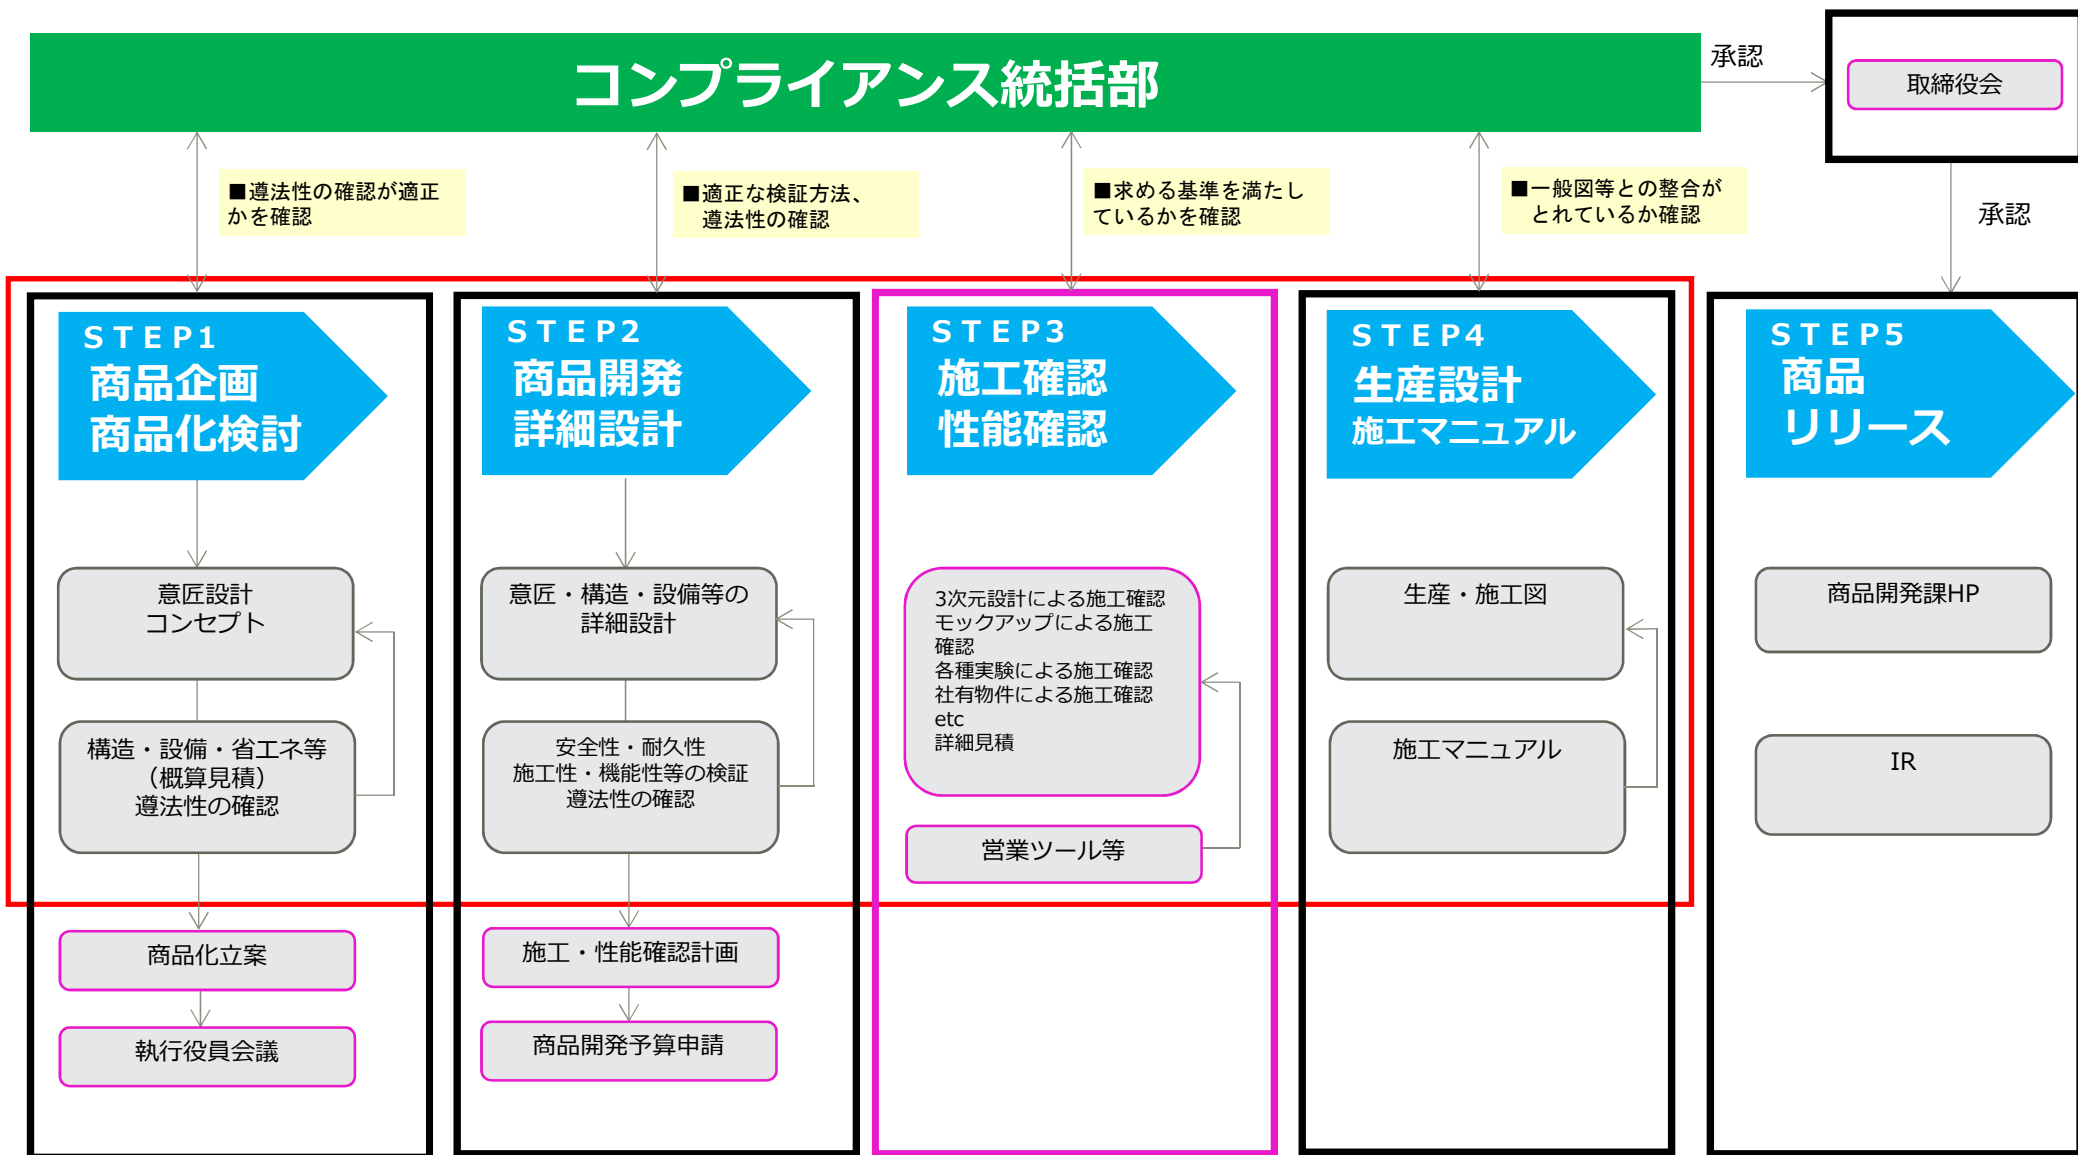 コンプライアンス統括部
承認
取締役会
■遵法性の確認が適正
かを確認
■適正な検証方法、
遵法性の確認
■求める基準を満たし
ているかを確認
■一般図等との整合が
とれているか確認
承認
ＳＴＥＰ1
商品企画
商品化検討
意匠設計
コンセプト
構造・設備・省エネ等
（概算見積）
遵法性の確認
商品化立案
執行役員会議
ＳＴＥＰ2
商品開発
詳細設計
意匠・構造・設備等の
詳細設計
安全性・耐久性
施工性・機能性等の検証
遵法性の確認
施工・性能確認計画
商品開発予算申請
ＳＴＥＰ3
施工確認
性能確認
3次元設計による施工確認
モックアップによる施工
確認
各種実験による施工確認
社有物件による施工確認
etc
詳細見積
営業ツール等
ＳＴＥＰ4
生産設計
施工マニュアル
生産・施工図
施工マニュアル
ＳＴＥＰ5
商品
リリース
商品開発課HP
IR